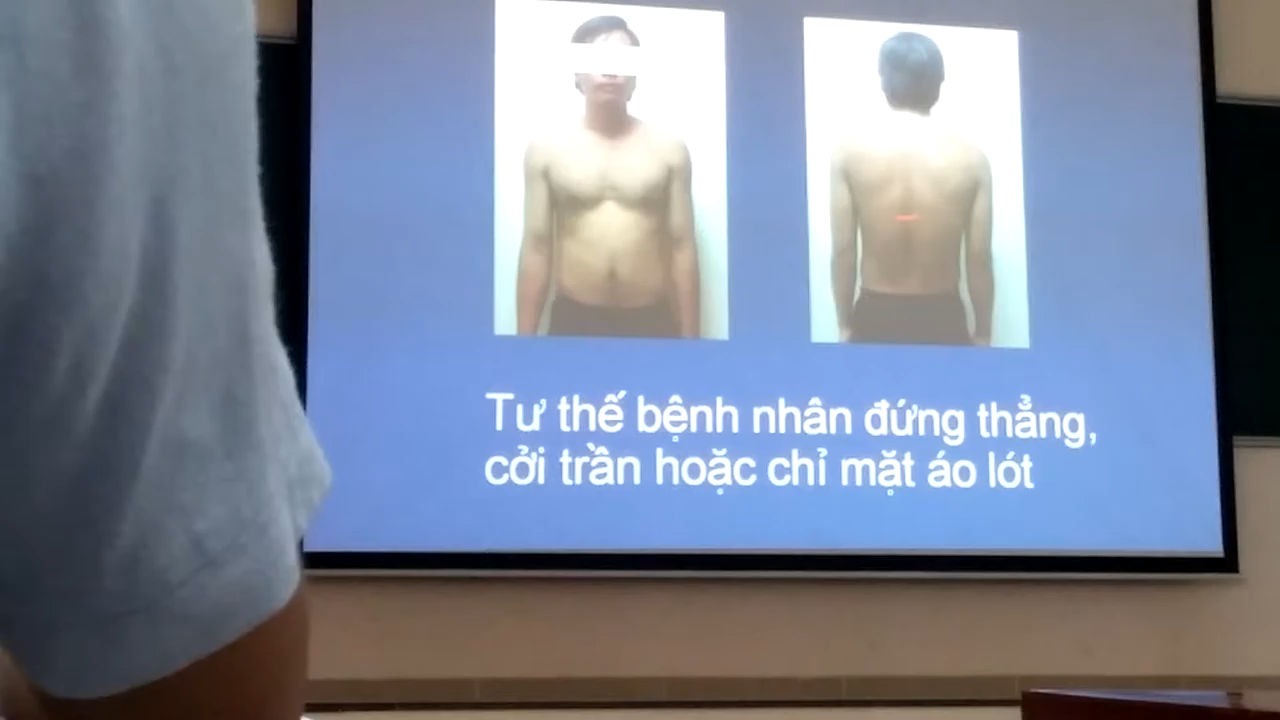 Tư thế bệnh nhân đứng thẳng,
cởi trần hoặc chỉ mặt áo lót